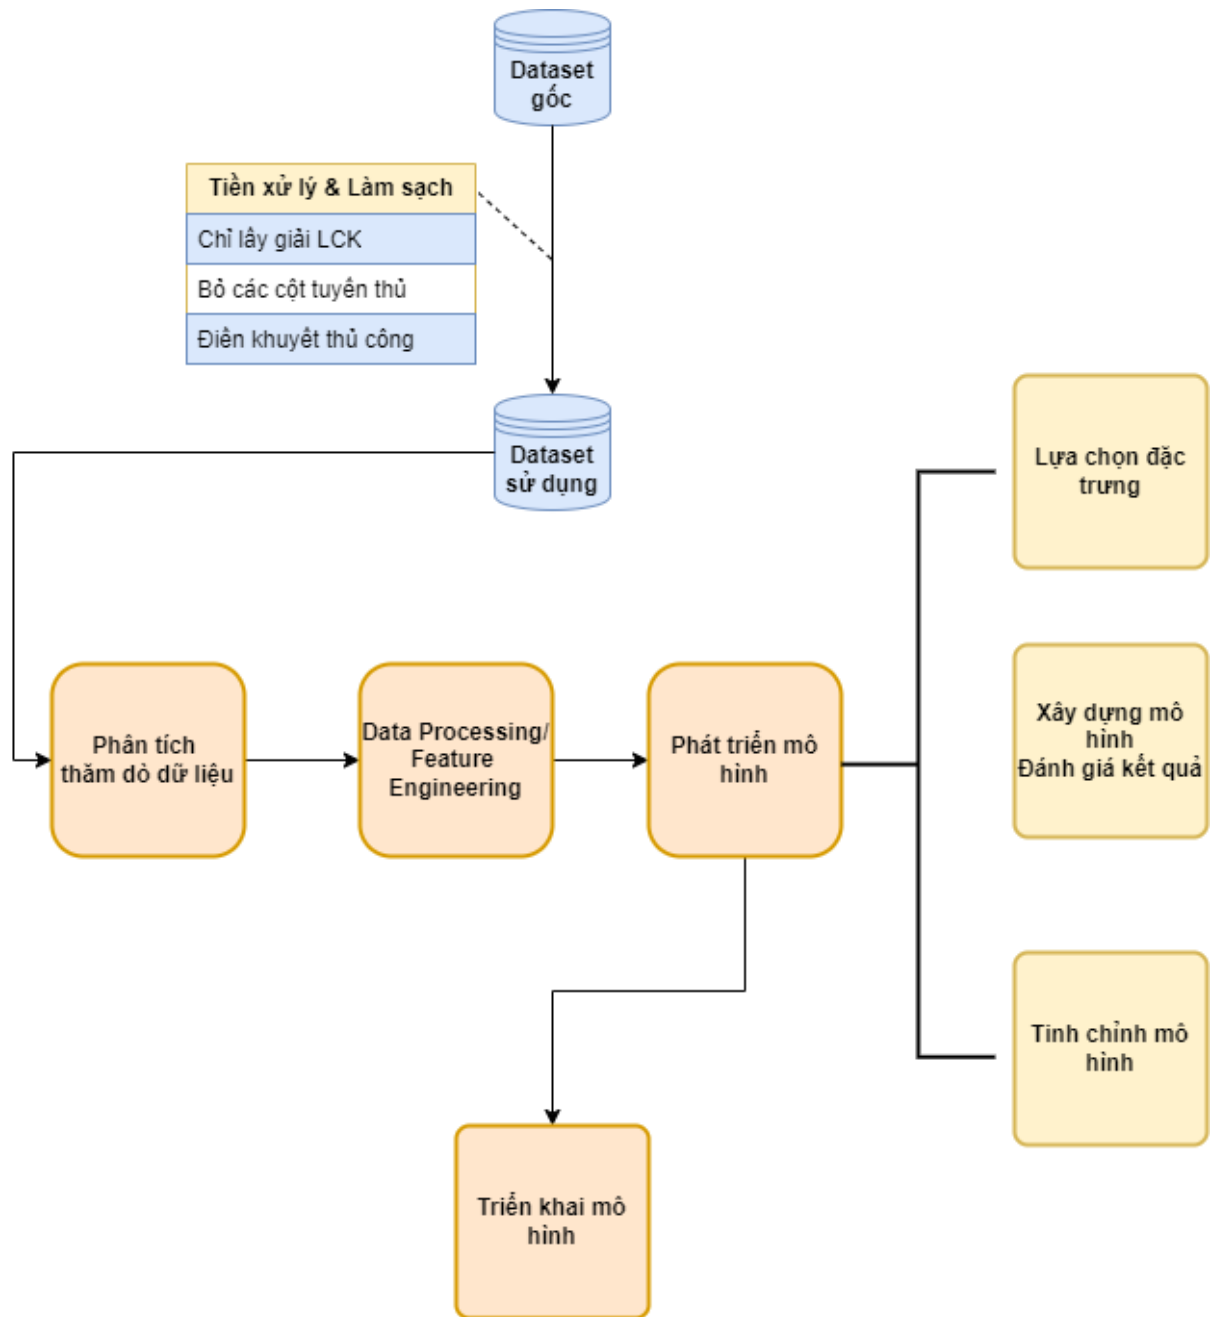 Dataset
gốc
Tiền xử lý & Làm sạch
Chỉ lấy giải LCK
Bỏ các cột tuyển thủ
Điền khuyết thủ công
Dataset
sử dụng
Lựa chọn đặc
trưng
Phân tích
thăm dò dữ liệu
Data Processing/
Feature
Engineering
Phát triển mô
hình
Xây dựng mô
hình
Đánh giá kết quả
Tinh chỉnh mô
hình
Triển khai mô
hình